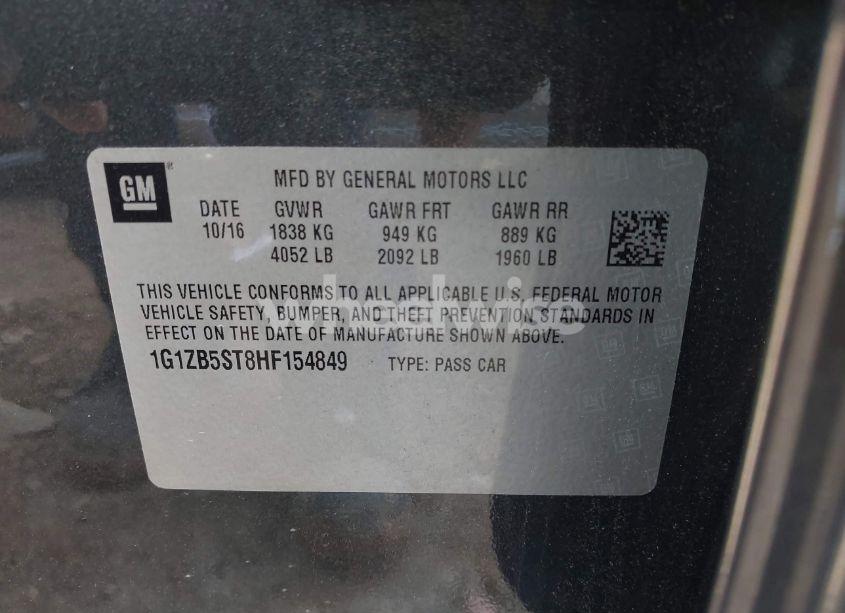 GM
MFD BY GENERAL MOTORS LLC
DATE GVWR GAWR FRT GAWR RR
10/16 1838 KG 949 KG 889 KG
4052 LB 2092 LB 1960 LB
THIS VEHICLE CONFORMS TO ALL APPLICABLE U.S. FEDERAL MOTOR
VEHICLE SAFETY, BUMPER, AND THEFT PREVENTION STANDARDS IN
EFFECT ON THE DATE OF MANUFACTURE SHOWN ABOVE.
1G1ZB5ST8HF154849 TYPE: PASS CAR